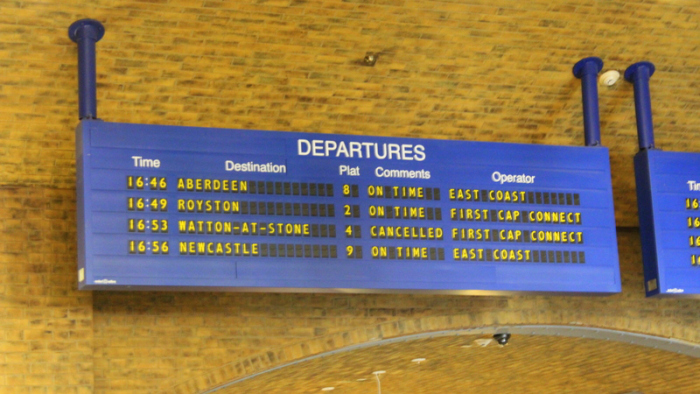 DEPARTURES
Time Destination Plat Comments Operator
16:46 ABERDEEN 8 ON TIME EAST COAST
16:49 ROYSTON 2 ON TIME FIRST CAP CONNECT
16:53 WATTON-AT-STONE 4 CANCELLED FIRST CAP CONNECT
16:56 NEWCASTLE 9 ON TIME EAST COAST